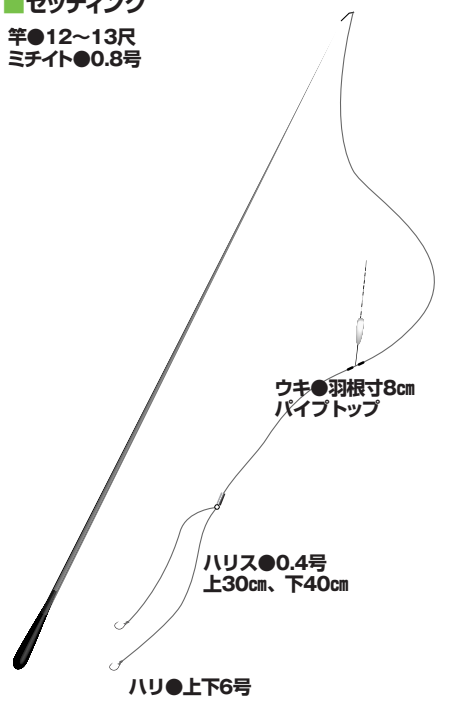 ■セッティング
竿●12〜13尺
ミチイト●0.8号
ウキ●羽根寸8㎝
パイプトップ
ハリス●0.4号
上30㎝、下40㎝
ハリ●上下6号